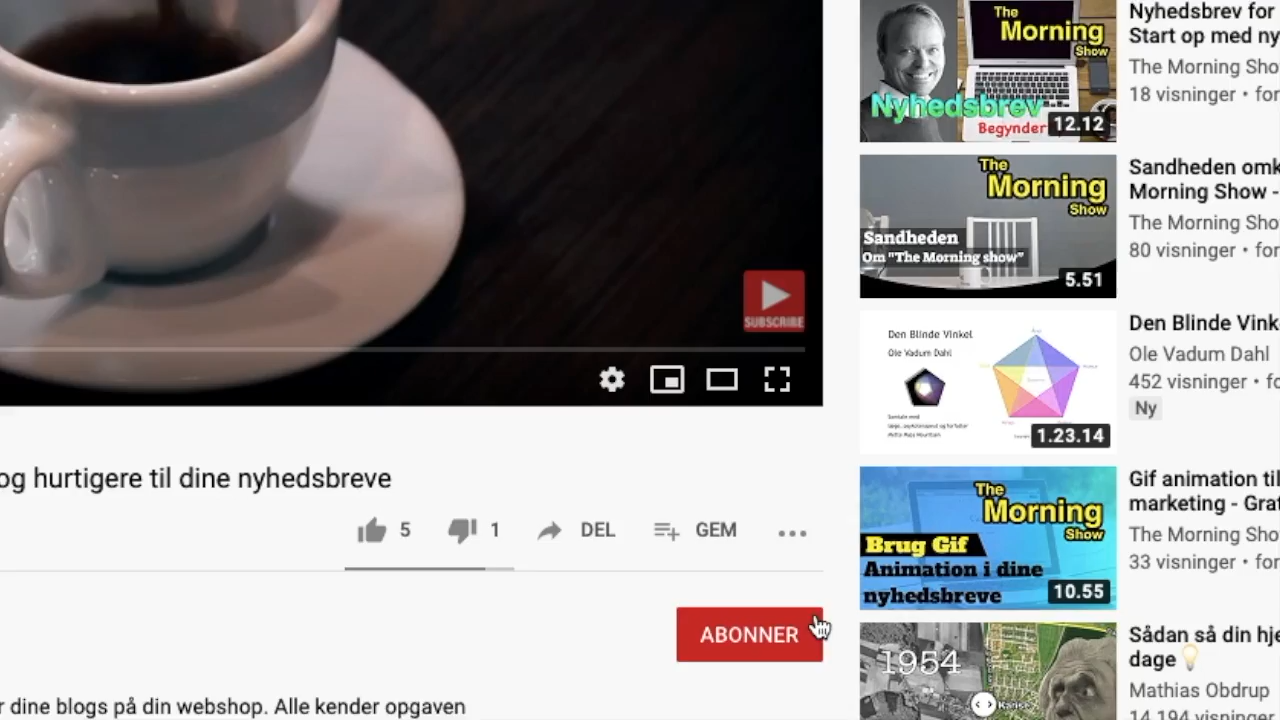 SUBSCRIBE
og hurtigere til dine nyhedsbreve
5
1
DEL
GEM
ABONNER
r dine blogs på din webshop. Alle kender opgaven
The
Morning
Show
Nyhedsbrev
Begynder
12.12
Nyhedsbrev for
Start op med ny
The Morning Sho
18 visninger • for
The
Morning
Show
Sandheden
Om "The Morning show"
5.51
Sandheden omk
Morning Show -
The Morning Sho
80 visninger • for
Den Blinde Vinkel
Ole Vadum Dahl
1.23.14
Den Blinde Vink
Ole Vadum Dahl
452 visninger • fo
Ny
The
Morning
Show
Brug Gif
Animation i dine
nyhedsbreve
10.55
Gif animation til
marketing - Graf
The Morning Sho
33 visninger • for
1954
Karise
Sådan så din hje
dage
Mathias Obdrup
14.194 visninger